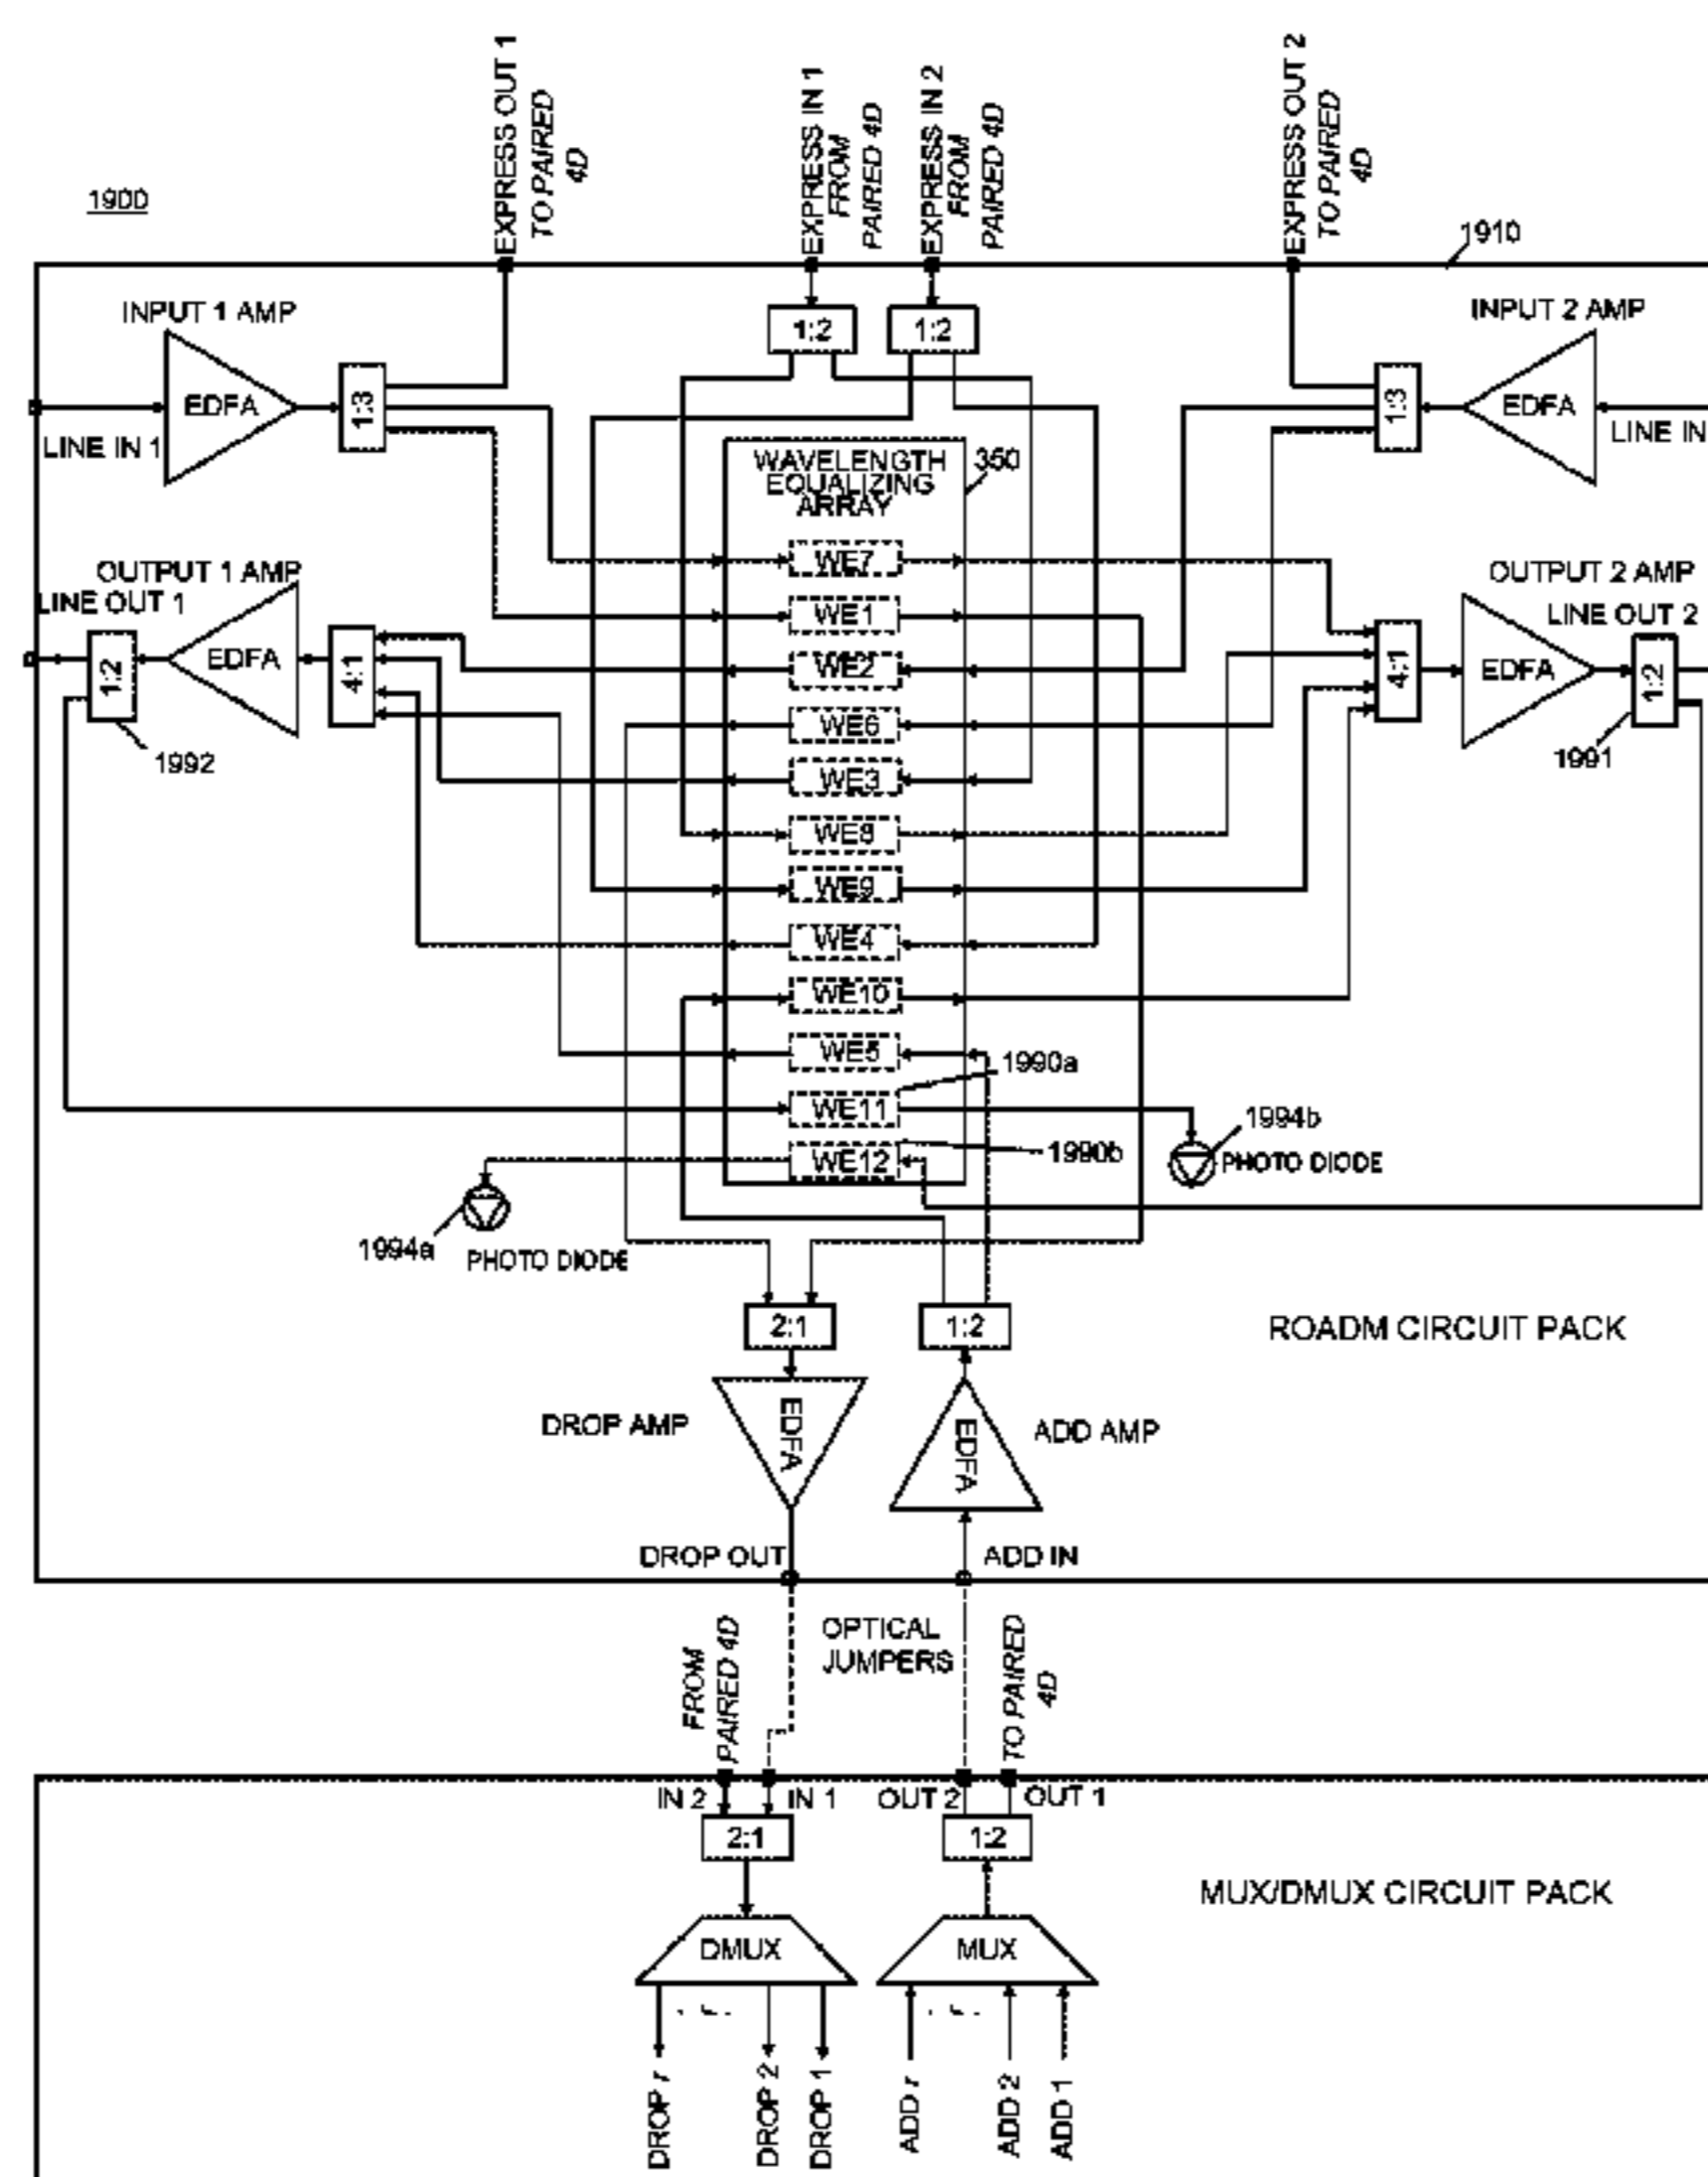 1900
EXPRESS OUT 1
TO PAIRED
4D
EXPRESS IN 1
FROM
PAIRED 4D
EXPRESS IN 2
FROM
PAIRED 4D
EXPRESS OUT 2
TO PAIRED
4D
1910
INPUT 1 AMP
EDFA
LINE IN 1
1:3
1:2
1:2
INPUT 2 AMP
EDFA
LINE IN
1:3
WAVELENGTH
EQUALIZING
ARRAY
350
OUTPUT 1 AMP
LINE OUT 1
1:2
EDFA
4:1
1992
WE7
WE1
WE2
WE6
WE3
WE8
WE9
WE4
WE10
WE5
WE11
WE12
OUTPUT 2 AMP
LINE OUT 2
4:1
EDFA
1:2
1991
1990a
1990b
1994b
PHOTO DIODE
1994a
PHOTO DIODE
2:1
1:2
ROADM CIRCUIT PACK
DROP AMP
EDFA
EDFA
ADD AMP
DROP OUT
ADD IN
OPTICAL
JUMPERS
FROM
PAIRED 4D
TO PAIRED
4D
IN 2
IN 1
OUT 2
OUT 1
2:1
1:2
MUX/DMUX CIRCUIT PACK
DMUX
MUX
DROP r
DROP 2
DROP 1
ADD r
ADD 2
ADD 1